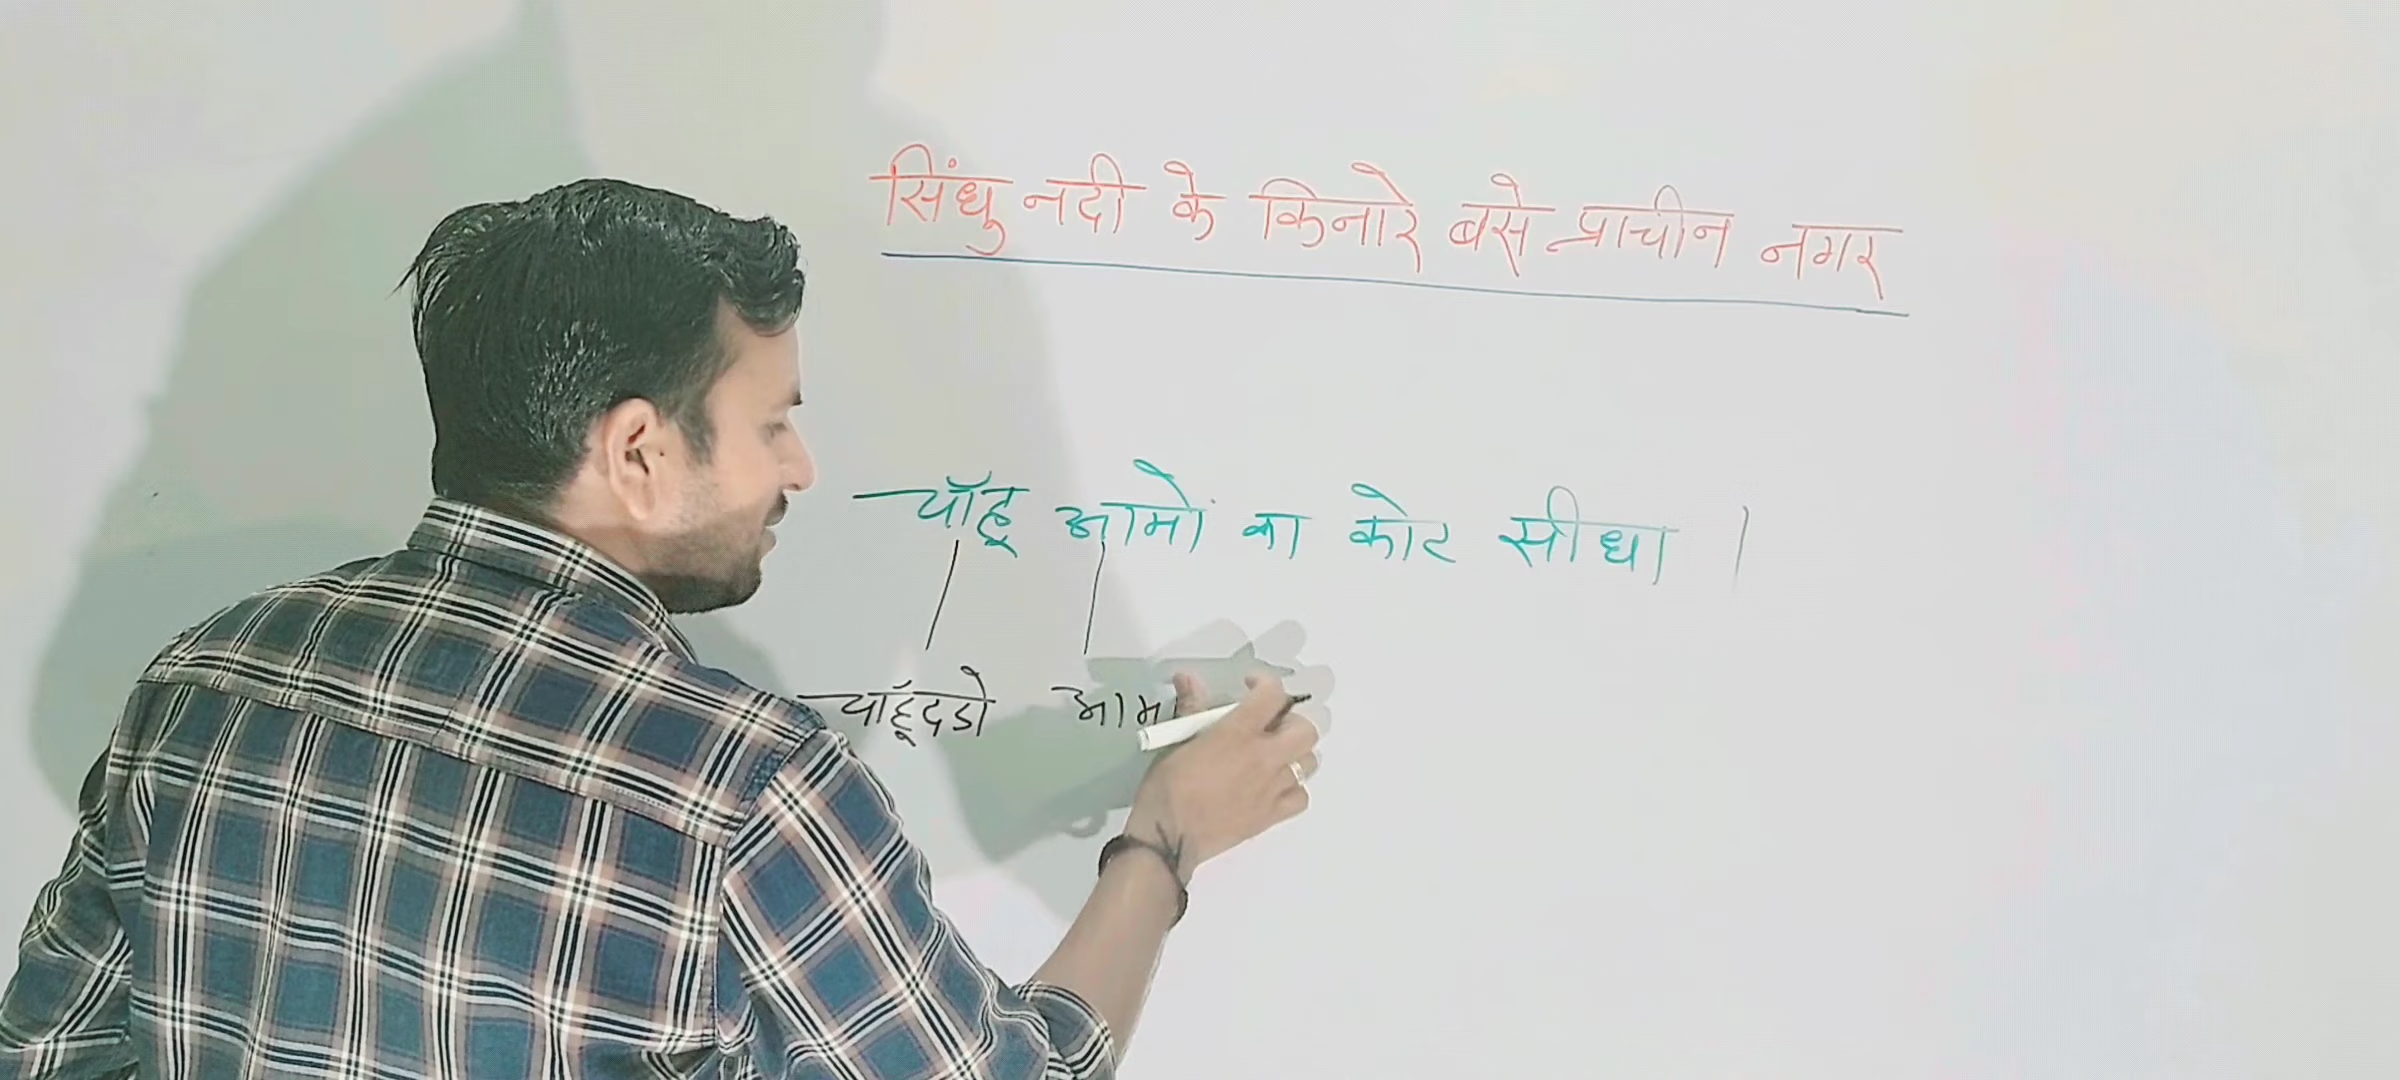 सिंधु नदी के किनारे बसे प्राचीन नगर
चाॅहू आमों का कोट सीधा ।
चाॅहूदडो आमा